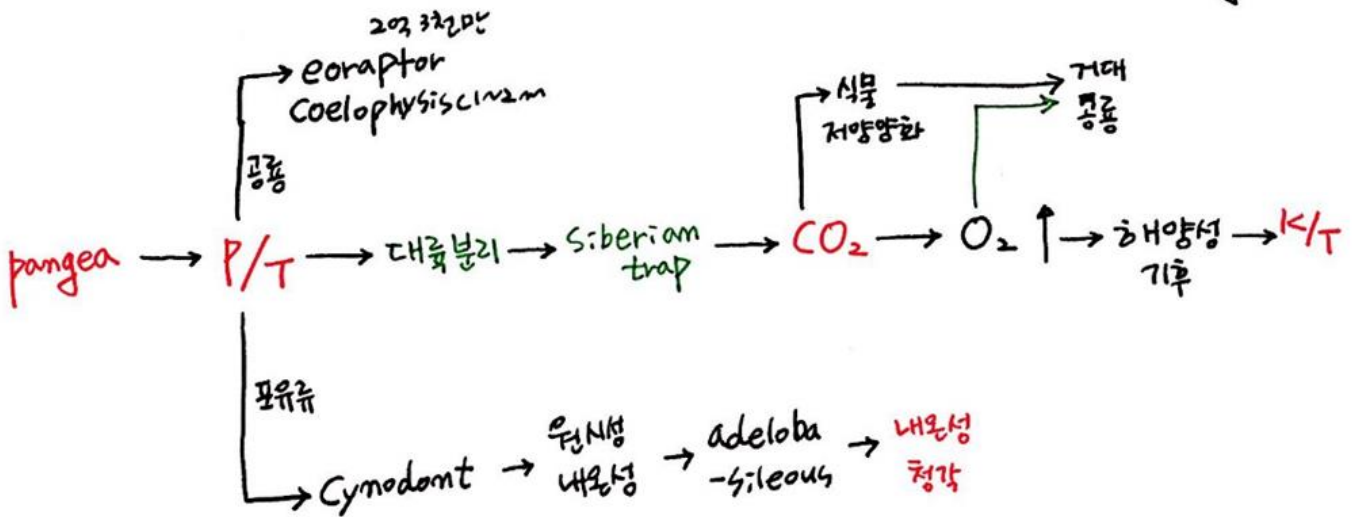 2억 3천만
eoraptor
coelophysis(1~2m
공룡
식물
저양양화
거대
공룡
pangea → P/T → 대륙분리 → siberian
trap → CO₂ → O₂ ↑ → 해양성
기후 → K/T
포유류
Cynodont → 원시성
내온성 → adeloba
-sileous → 내온성
청각